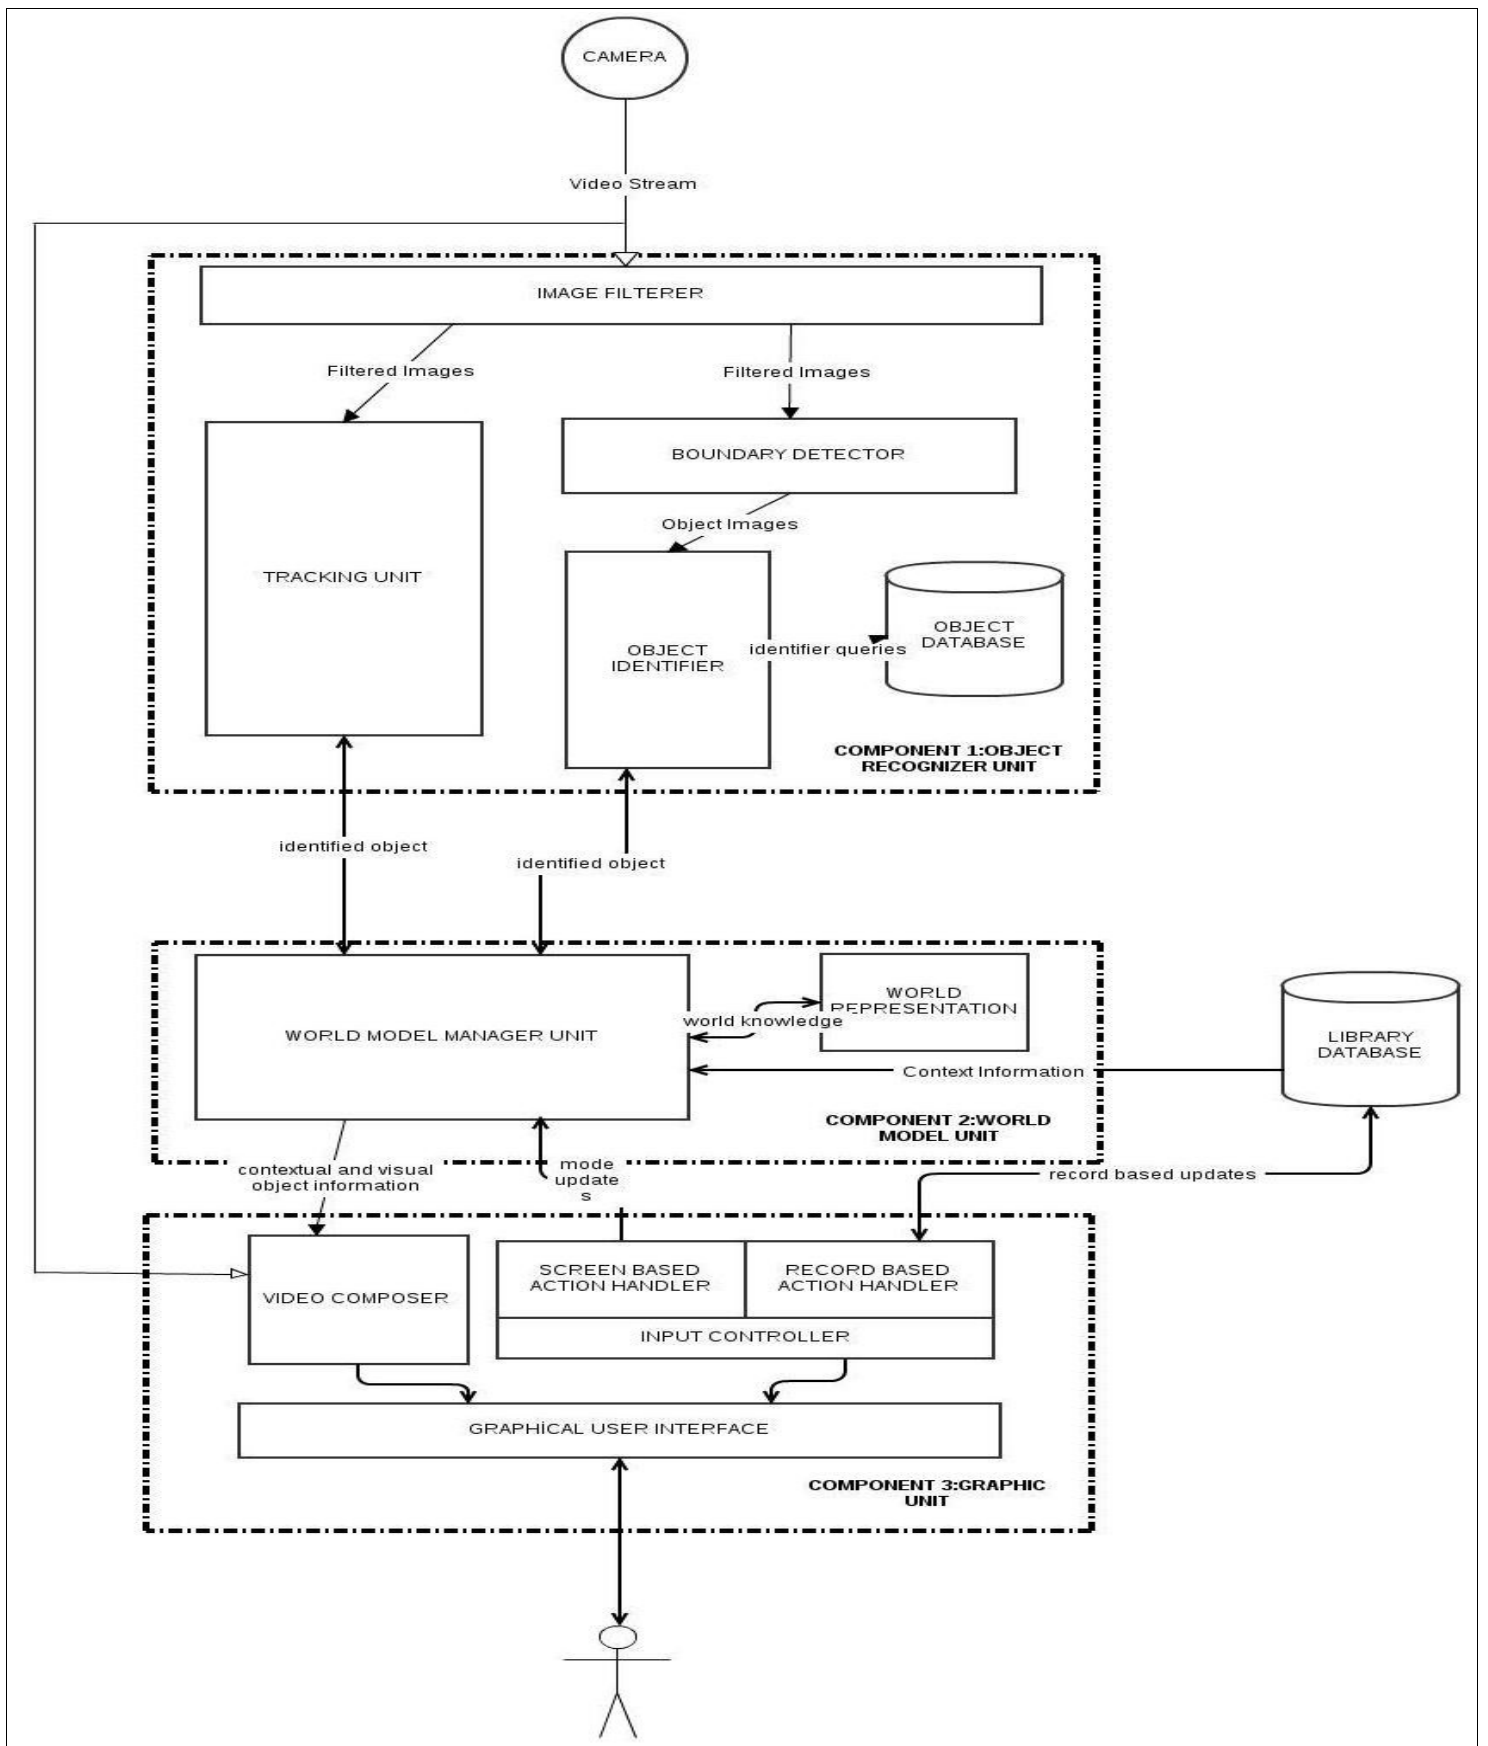 CAMERA
Video Stream
IMAGE FILTERER
Filtered Images
Filtered Images
BOUNDARY DETECTOR
Object Images
TRACKING UNIT
OBJECT
IDENTIFIER
identifier queries
OBJECT
DATABASE
COMPONENT 1:OBJECT
RECOGNIZER UNIT
identified object
identified object
WORLD MODEL MANAGER UNIT
world knowledge
WORLD
REPRESENTATION
Context Information
LIBRARY
DATABASE
COMPONENT 2:WORLD
MODEL UNIT
contextual and visual
object information
mode
update
s
record based updates
VIDEO COMPOSER
SCREEN BASED
ACTION HANDLER
RECORD BASED
ACTION HANDLER
INPUT CONTROLLER
GRAPHİCAL USER INTERFACE
COMPONENT 3:GRAPHIC
UNIT